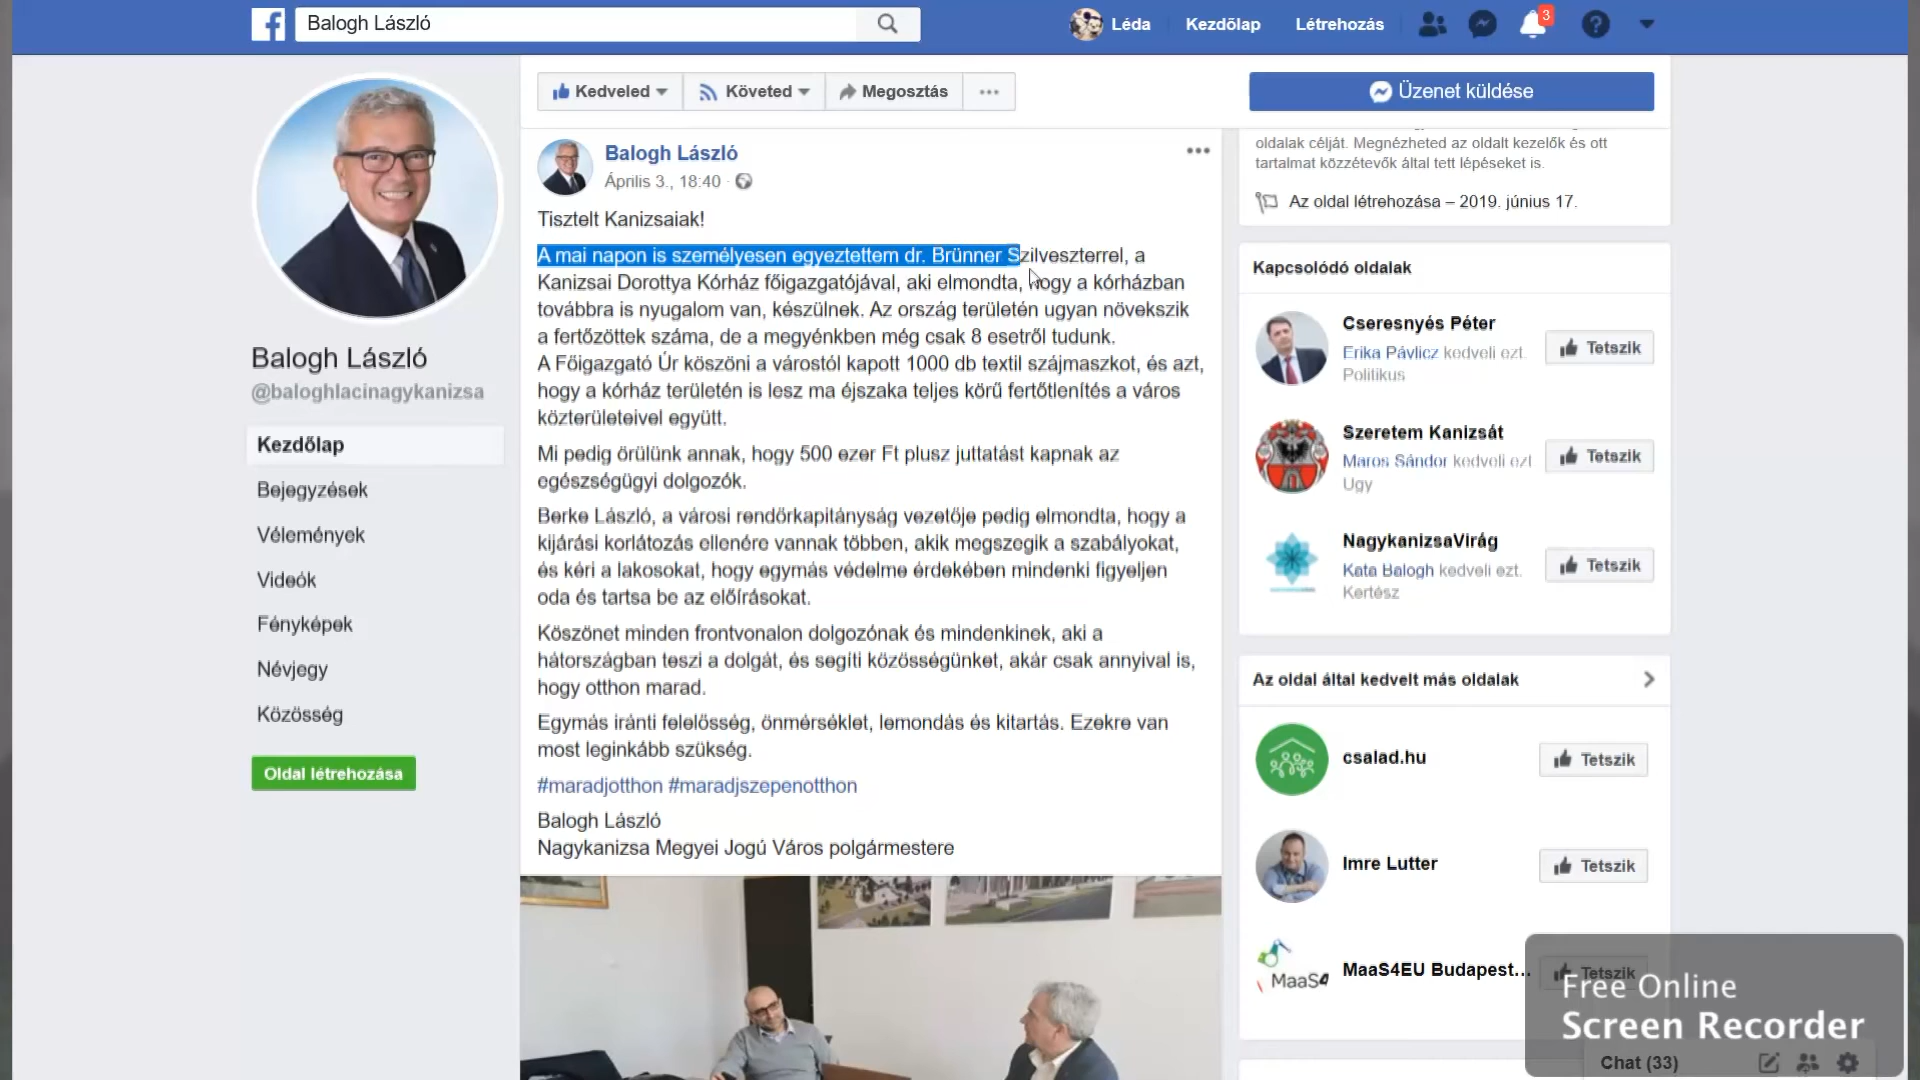 Balogh László
Léda
Kezdőlap
Létrehozás
3
Kedveled
Követed
Megosztás
Üzenet küldése
Balogh László
@baloghlacinagykanizsa
Kezdőlap
Bejegyzések
Vélemények
Videók
Fényképek
Névjegy
Közösség
Oldal létrehozása
Balogh László
Április 3., 18:40
Tisztelt Kanizsaiak!
A mai napon is személyesen egyeztettem dr. Brünner Szilveszterrel, a
Kanizsai Dorottya Kórház főigazgatójával, aki elmondta, hogy a kórházban
továbbra is nyugalom van, készülnek. Az ország területén ugyan növekszik
a fertőzöttek száma, de a megyénkben még csak 8 esetről tudunk.
A Főigazgató Úr köszöni a várostól kapott 1000 db textil szájmaszkot, és azt,
hogy a kórház területén is lesz ma éjszaka teljes körű fertőtlenítés a város
közterületeivel együtt.
Mi pedig örülünk annak, hogy 500 ezer Ft plusz juttatást kapnak az
egészségügyi dolgozók.
Berke László, a városi rendőrkapitányság vezetője pedig elmondta, hogy a
kijárási korlátozás ellenére vannak többen, akik megszegik a szabályokat,
és kéri a lakosokat, hogy egymás védelme érdekében mindenki figyeljen
oda és tartsa be az előírásokat.
Köszönet minden frontvonalon dolgozónak és mindenkinek, aki a
hátországban teszi a dolgát, és segíti közösségünket, akár csak annyival is,
hogy otthon marad.
Egymás iránti felelősség, önmérséklet, lemondás és kitartás. Ezekre van
most leginkább szükség.
#maradjotthon #maradjszepenotthon
Balogh László
Nagykanizsa Megyei Jogú Város polgármestere
oldalak célját. Megnézheted az oldalt kezelők és ott
tartalmat közzétevők által tett lépéseket is.
Az oldal létrehozása – 2019. június 17.
Kapcsolódó oldalak
Cseresnyés Péter
Erika Pávlicz kedveli ezt.
Politikus
Tetszik
Szeretem Kanizsát
Maros Sándor kedveli ezt
Ügy
Tetszik
NagykanizsaVirág
Kata Balogh kedveli ezt.
Kertész
Tetszik
Az oldal által kedvelt más oldalak
csalad.hu
Tetszik
Imre Lutter
Tetszik
MaaS4
MaaS4EU Budapest...
Tetszik
Free Online
Screen Recorder
Chat (33)